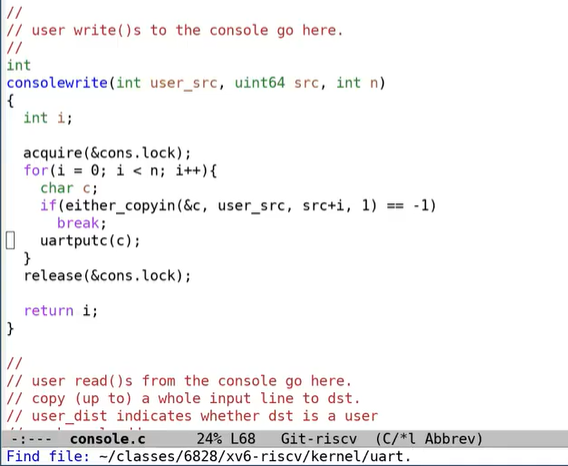 //
// user write()s to the console go here.
//
int
consolewrite(int user_src, uint64 src, int n)
{
  int i;

  acquire(&cons.lock);
  for(i = 0; i < n; i++){
    char c;
    if(either_copyin(&c, user_src, src+i, 1) == -1)
      break;
    uartputc(c);
  }
  release(&cons.lock);

  return i;
}

//
// user read()s from the console go here.
// copy (up to) a whole input line to dst.
// user_dist indicates whether dst is a user
-:--- console.c 24% L68 Git-riscv (C/*l Abbrev)
Find file: ~/classes/6828/xv6-riscv/kernel/uart.